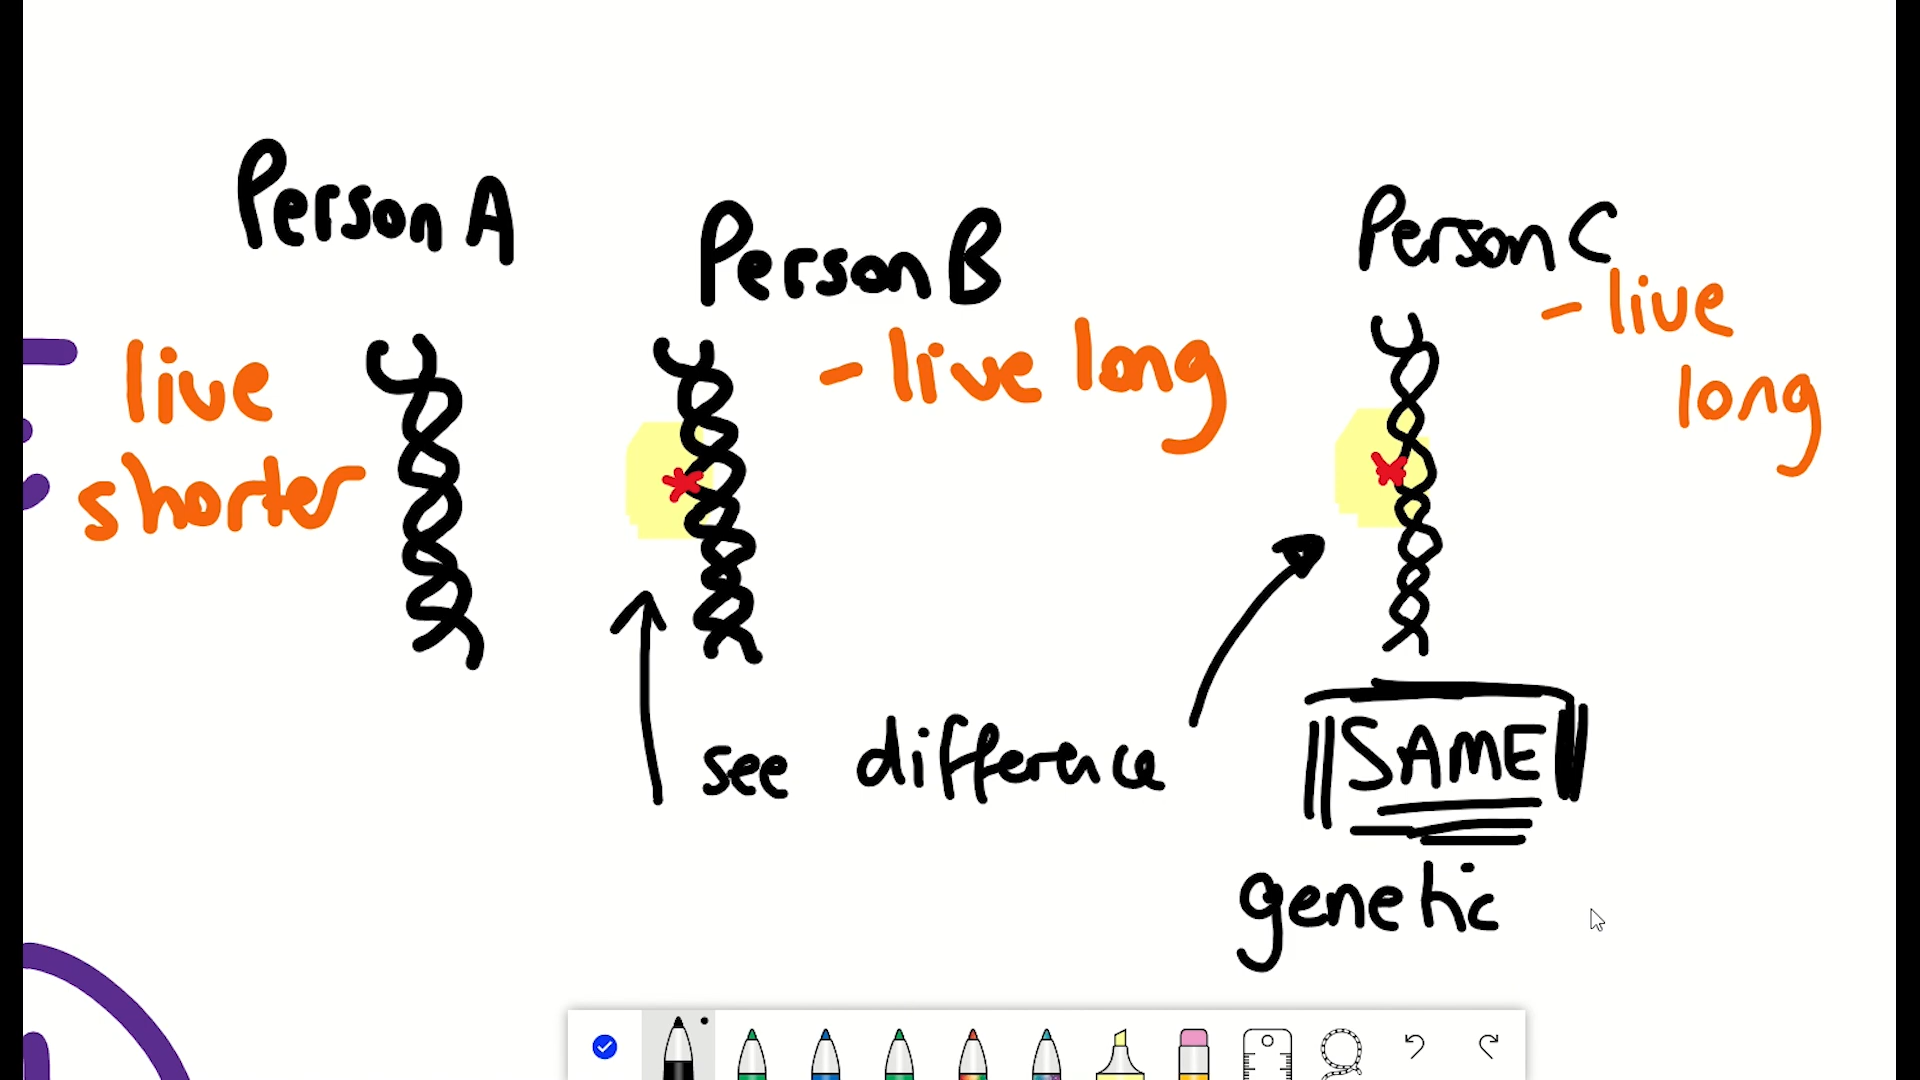 Person A
live
shorter
Person B
- live long
Person C
- live
long
see difference
SAME
genetic